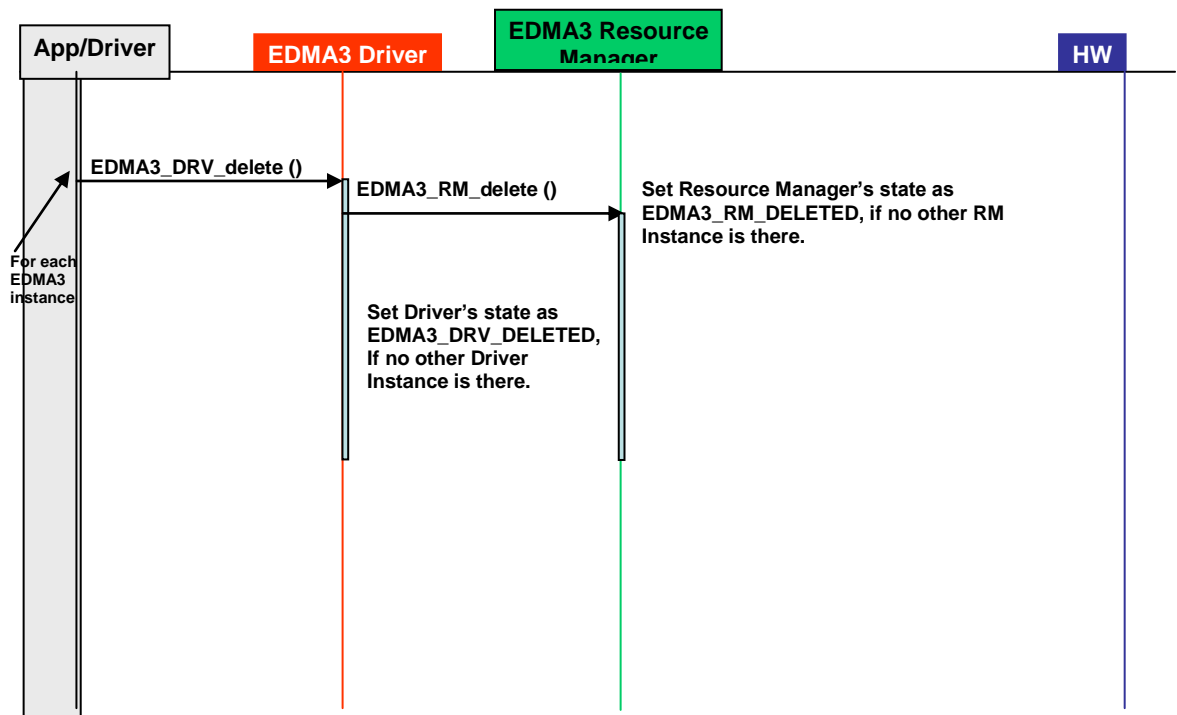 App/Driver
EDMA3 Driver
EDMA3 Resource
Manager
HW
EDMA3_DRV_delete ()
EDMA3_RM_delete ()
Set Resource Manager’s state as
EDMA3_RM_DELETED, if no other RM
Instance is there.
For each
EDMA3
instance
Set Driver’s state as
EDMA3_DRV_DELETED,
If no other Driver
Instance is there.